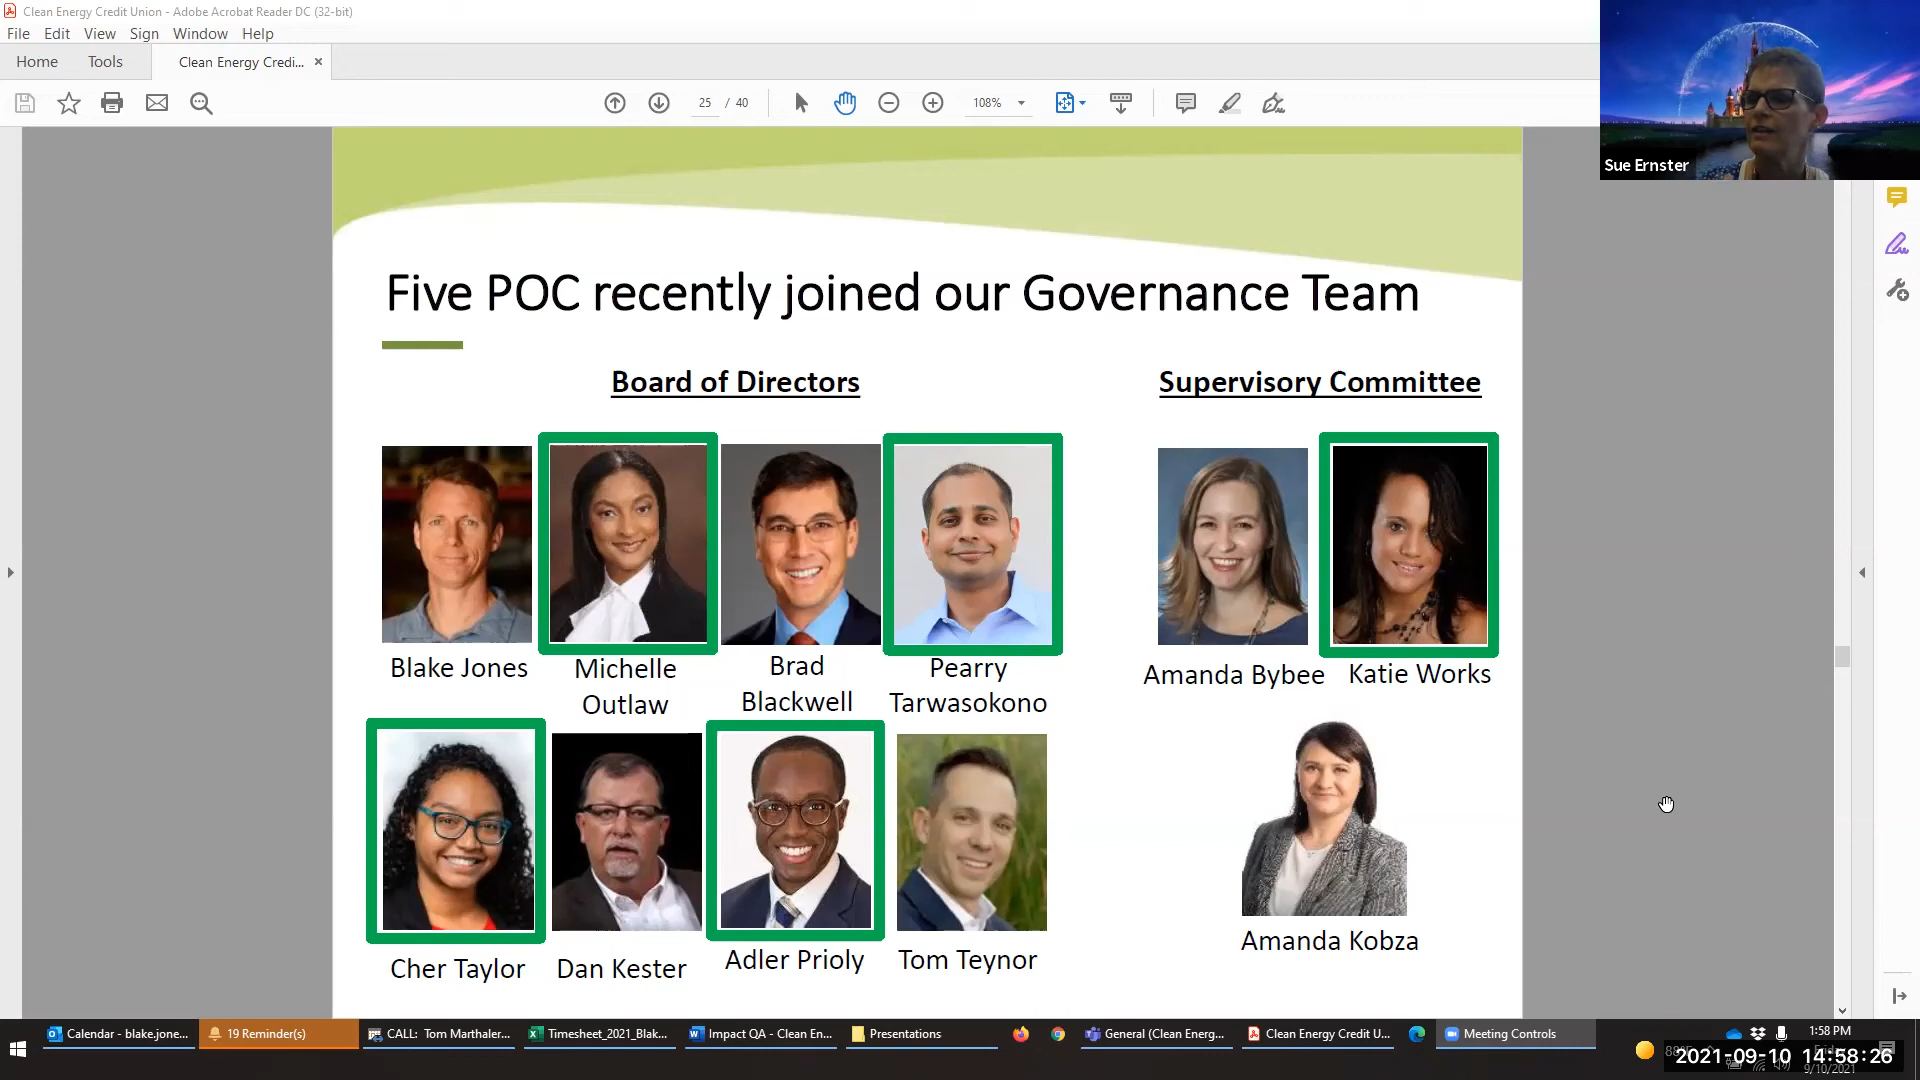 Clean Energy Credit Union - Adobe Acrobat Reader DC (32-bit)
File Edit View Sign Window Help
Home Tools Clean Energy Credi... ×
25 / 40 108%
Sue Ernster
Five POC recently joined our Governance Team
Board of Directors
Supervisory Committee
Blake Jones
Michelle
Outlaw
Brad
Blackwell
Pearry
Tarwasokono
Amanda Bybee
Katie Works
Cher Taylor
Dan Kester
Adler Prioly
Tom Teynor
Amanda Kobza
Calendar - blake.jone...
19 Reminder(s)
CALL: Tom Marthaler...
Timesheet_2021_Blak...
Impact QA - Clean En...
Presentations
General (Clean Energ...
Clean Energy Credit U...
Meeting Controls
1:58 PM
2021-09-10 14:58:26
9/10/2021